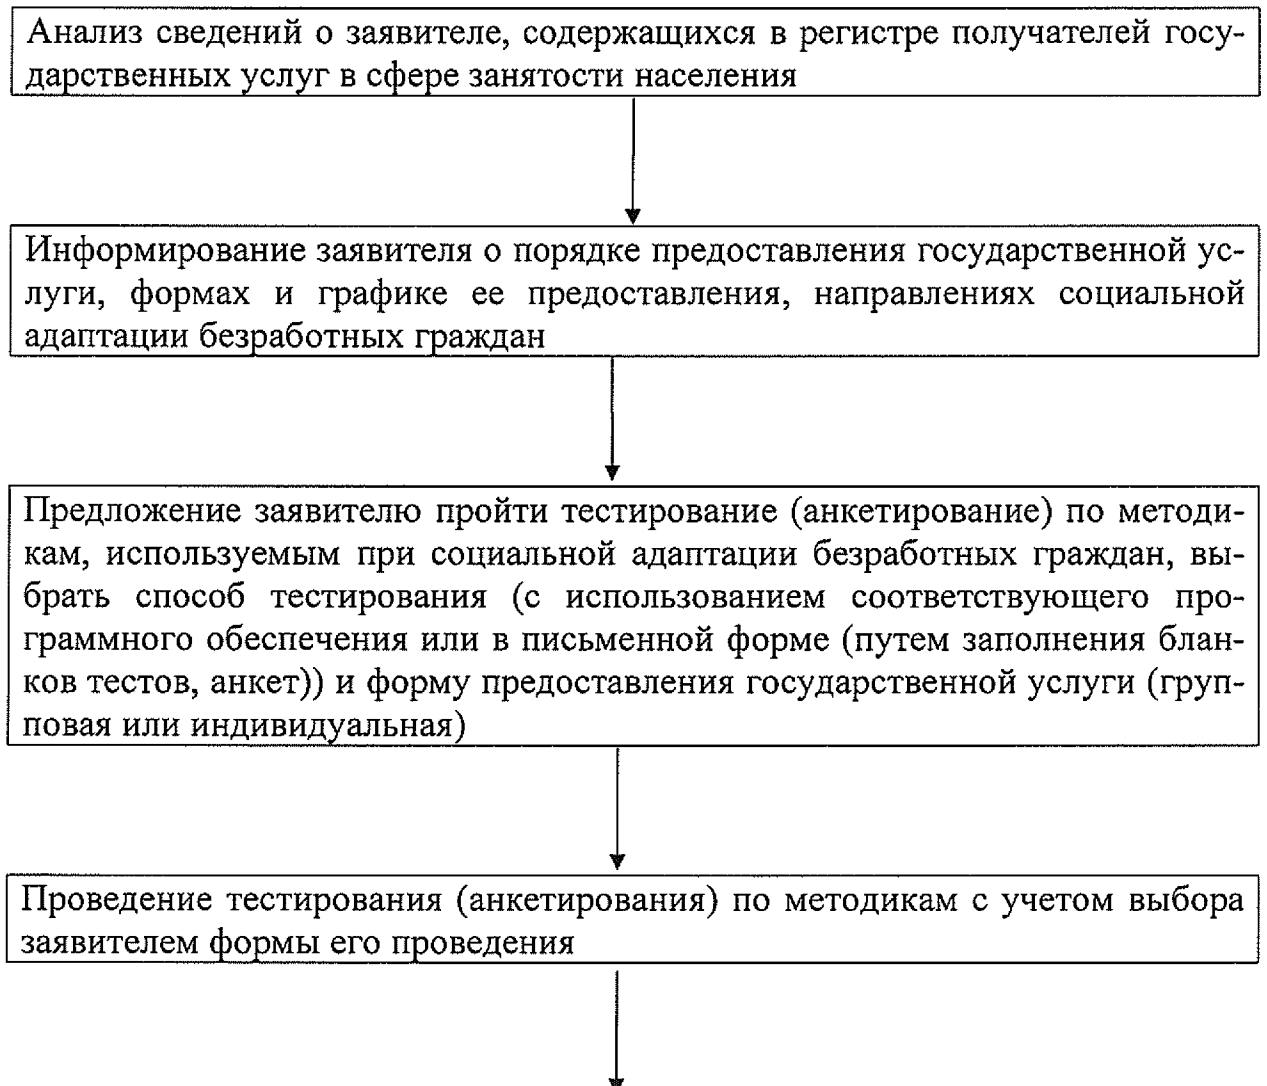 Анализ сведений о заявителе, содержащихся в регистре получателей госу-
дарственных услуг в сфере занятости населения
Информирование заявителя о порядке предоставления государственной ус-
луги, формах и графике ее предоставления, направлениях социальной
адаптации безработных граждан
Предложение заявителю пройти тестирование (анкетирование) по методи-
кам, используемым при социальной адаптации безработных граждан, вы-
брать способ тестирования (с использованием соответствующего про-
граммного обеспечения или в письменной форме (путем заполнения блан-
ков тестов, анкет)) и форму предоставления государственной услуги (груп-
повая или индивидуальная)
Проведение тестирования (анкетирования) по методикам с учетом выбора
заявителем формы его проведения